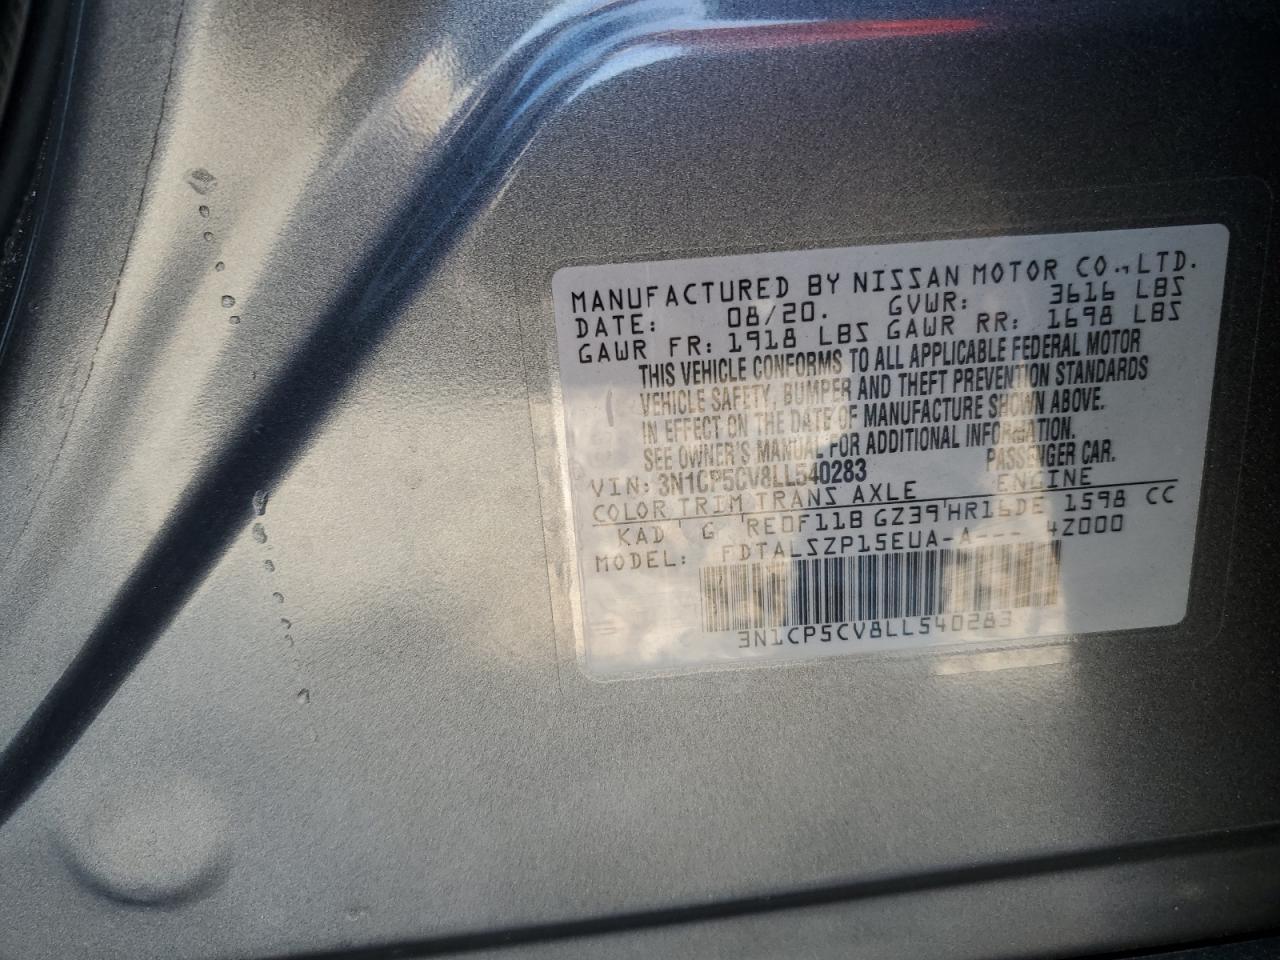 MANUFACTURED BY NISSAN MOTOR CO.,LTD.
DATE: 08/20. GVWR: 3616 LBS
GAWR FR: 1918 LBS GAWR RR: 1698 LBS
THIS VEHICLE CONFORMS TO ALL APPLICABLE FEDERAL MOTOR
VEHICLE SAFETY, BUMPER AND THEFT PREVENTION STANDARDS
IN EFFECT ON THE DATE OF MANUFACTURE SHOWN ABOVE.
SEE OWNER'S MANUAL FOR ADDITIONAL INFORMATION.
VIN: 3N1CP5CV8LL540283 PASSENGER CAR.
COLOR TRIM TRANS AXLE ENGINE
KAD G RE0F11B GZ39 HR16DE 1598 CC
MODEL: FDTALSZP15EUA-A--- 4Z000
3N1CP5CV8LL540283